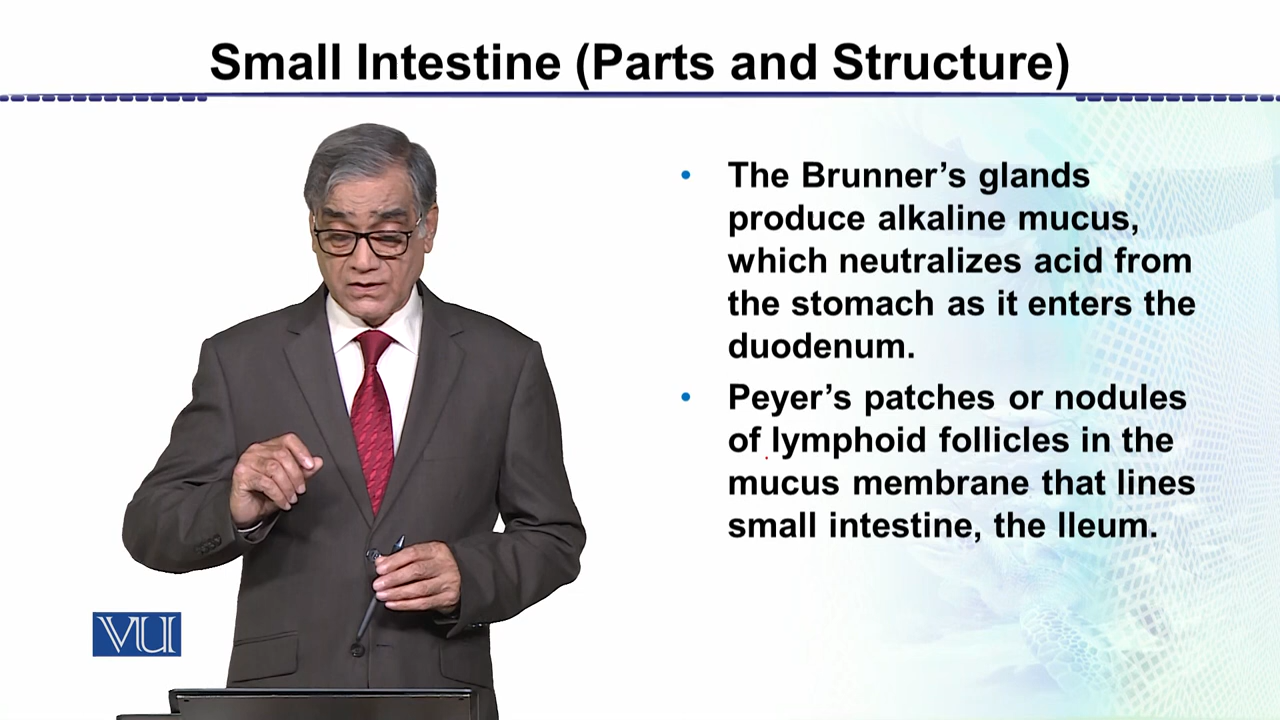 Small Intestine (Parts and Structure)
• The Brunner’s glands
produce alkaline mucus,
which neutralizes acid from
the stomach as it enters the
duodenum.
• Peyer’s patches or nodules
of lymphoid follicles in the
mucus membrane that lines
small intestine, the Ileum.
VU